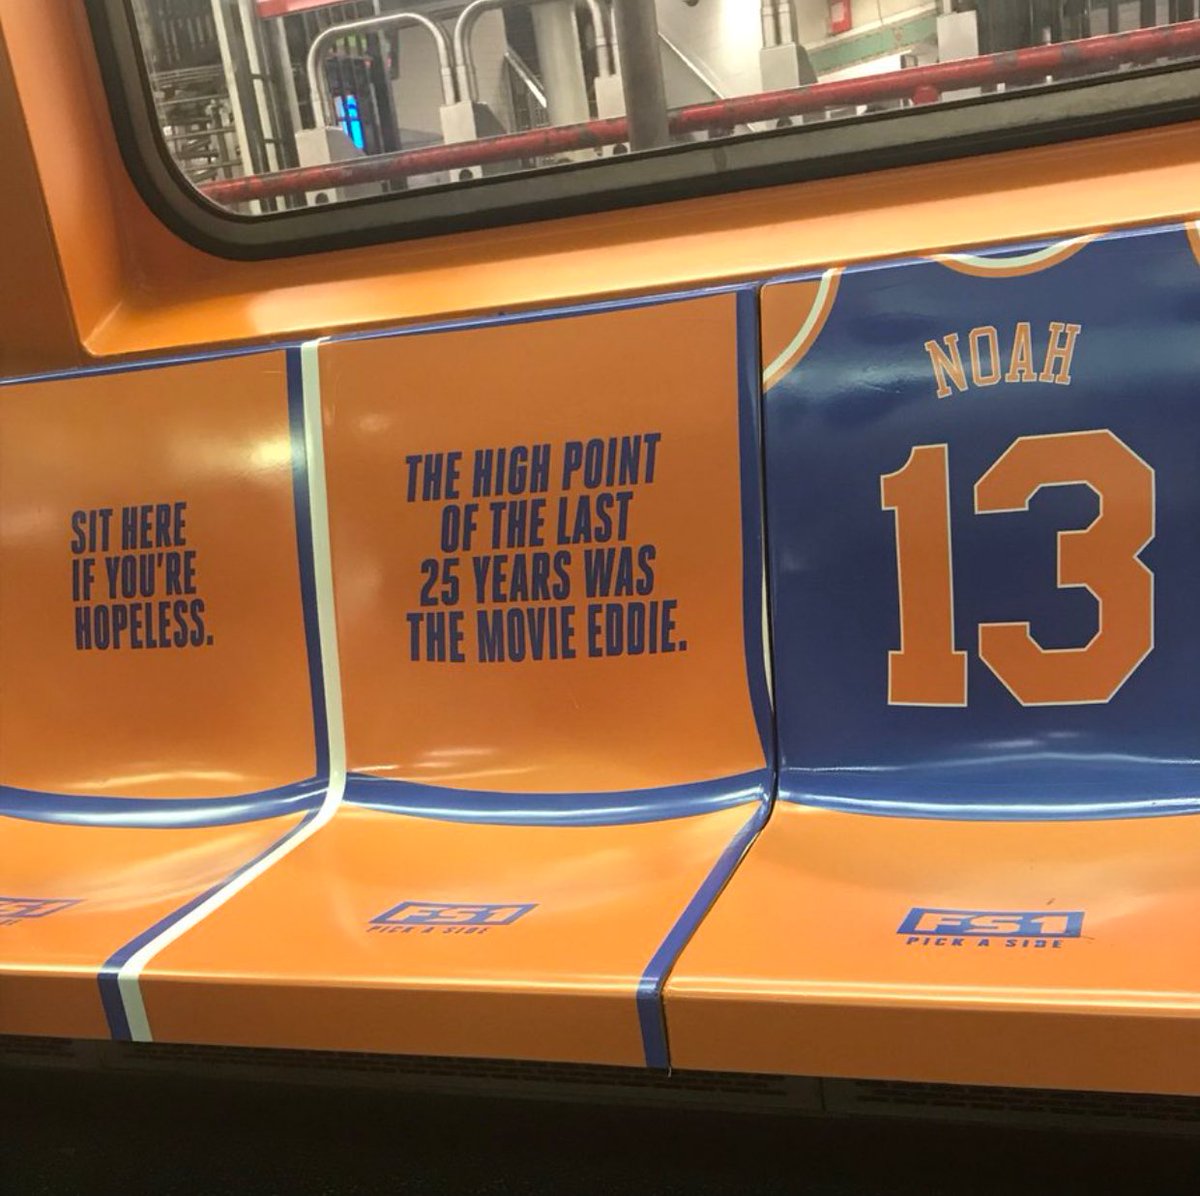 SIT HERE
IF YOU'RE
HOPELESS.
THE HIGH POINT
OF THE LAST
25 YEARS WAS
THE MOVIE EDDIE.
NOAH
13
FS1
PICK A SIDE
FS1
PICK A SIDE